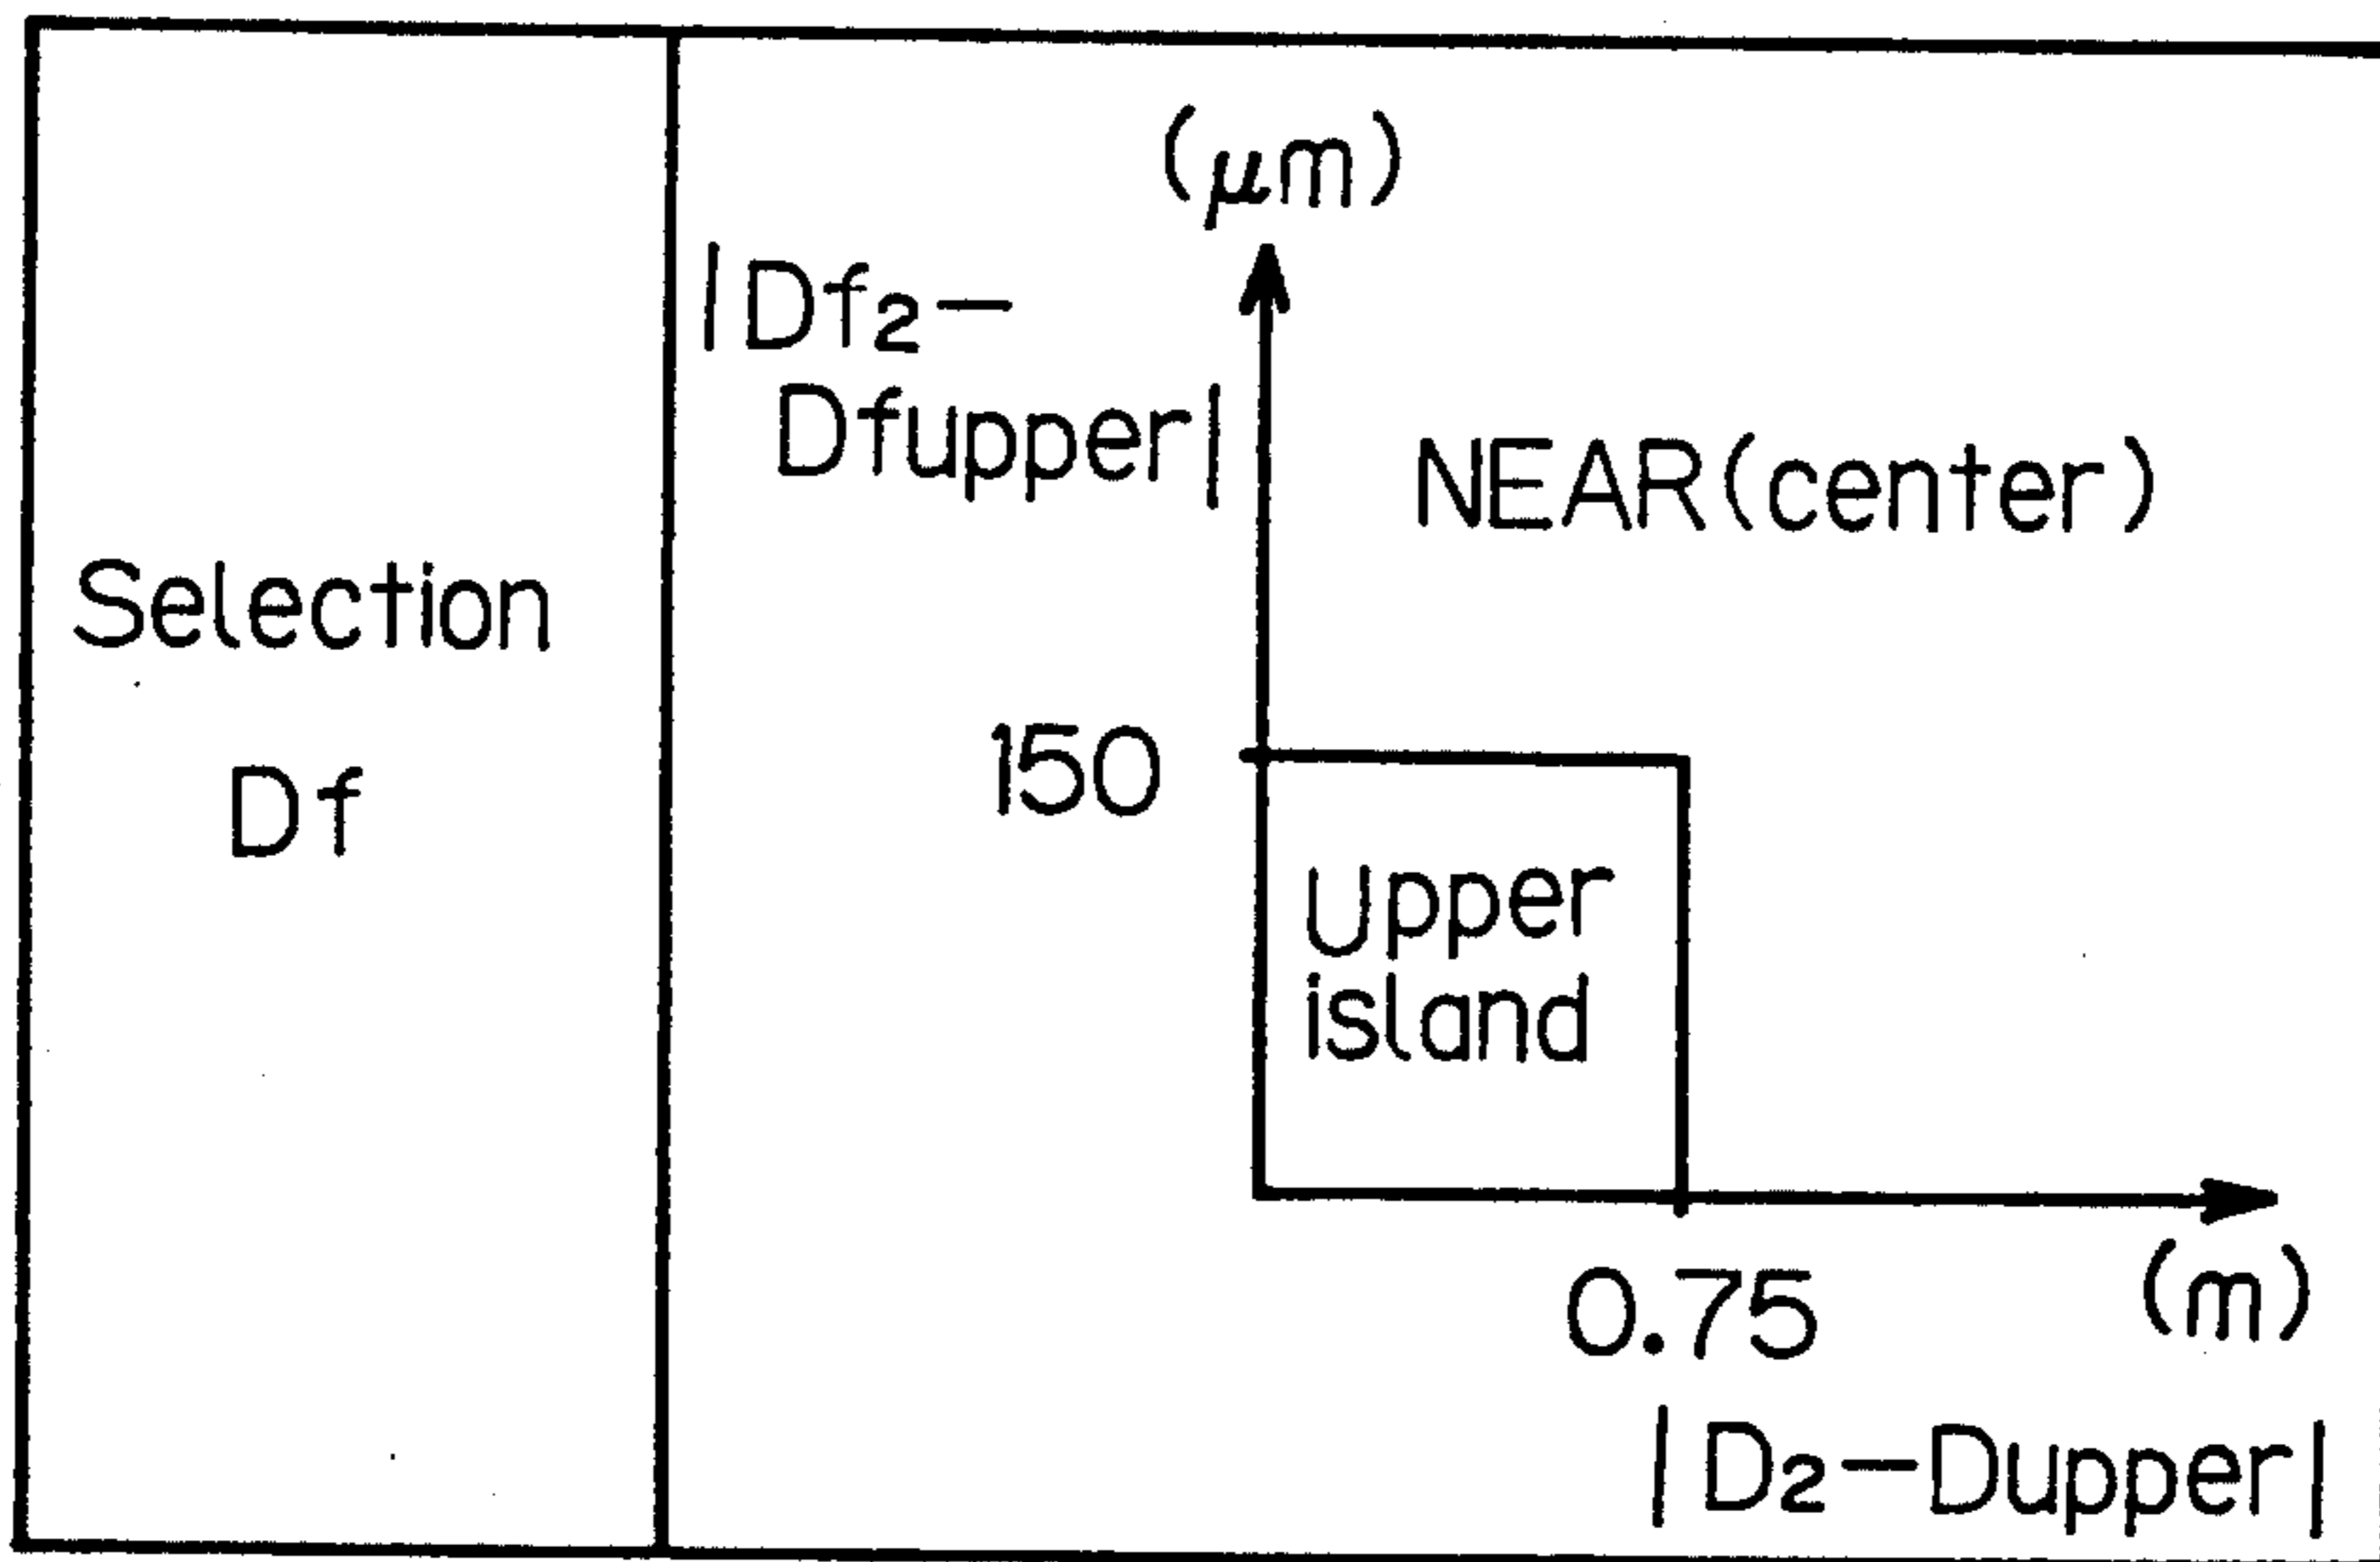 Selection
Df
(μm)
|Df₂−
Dfupper|
NEAR(center)
150
Upper
island
0.75
(m)
|D₂−Dupper|